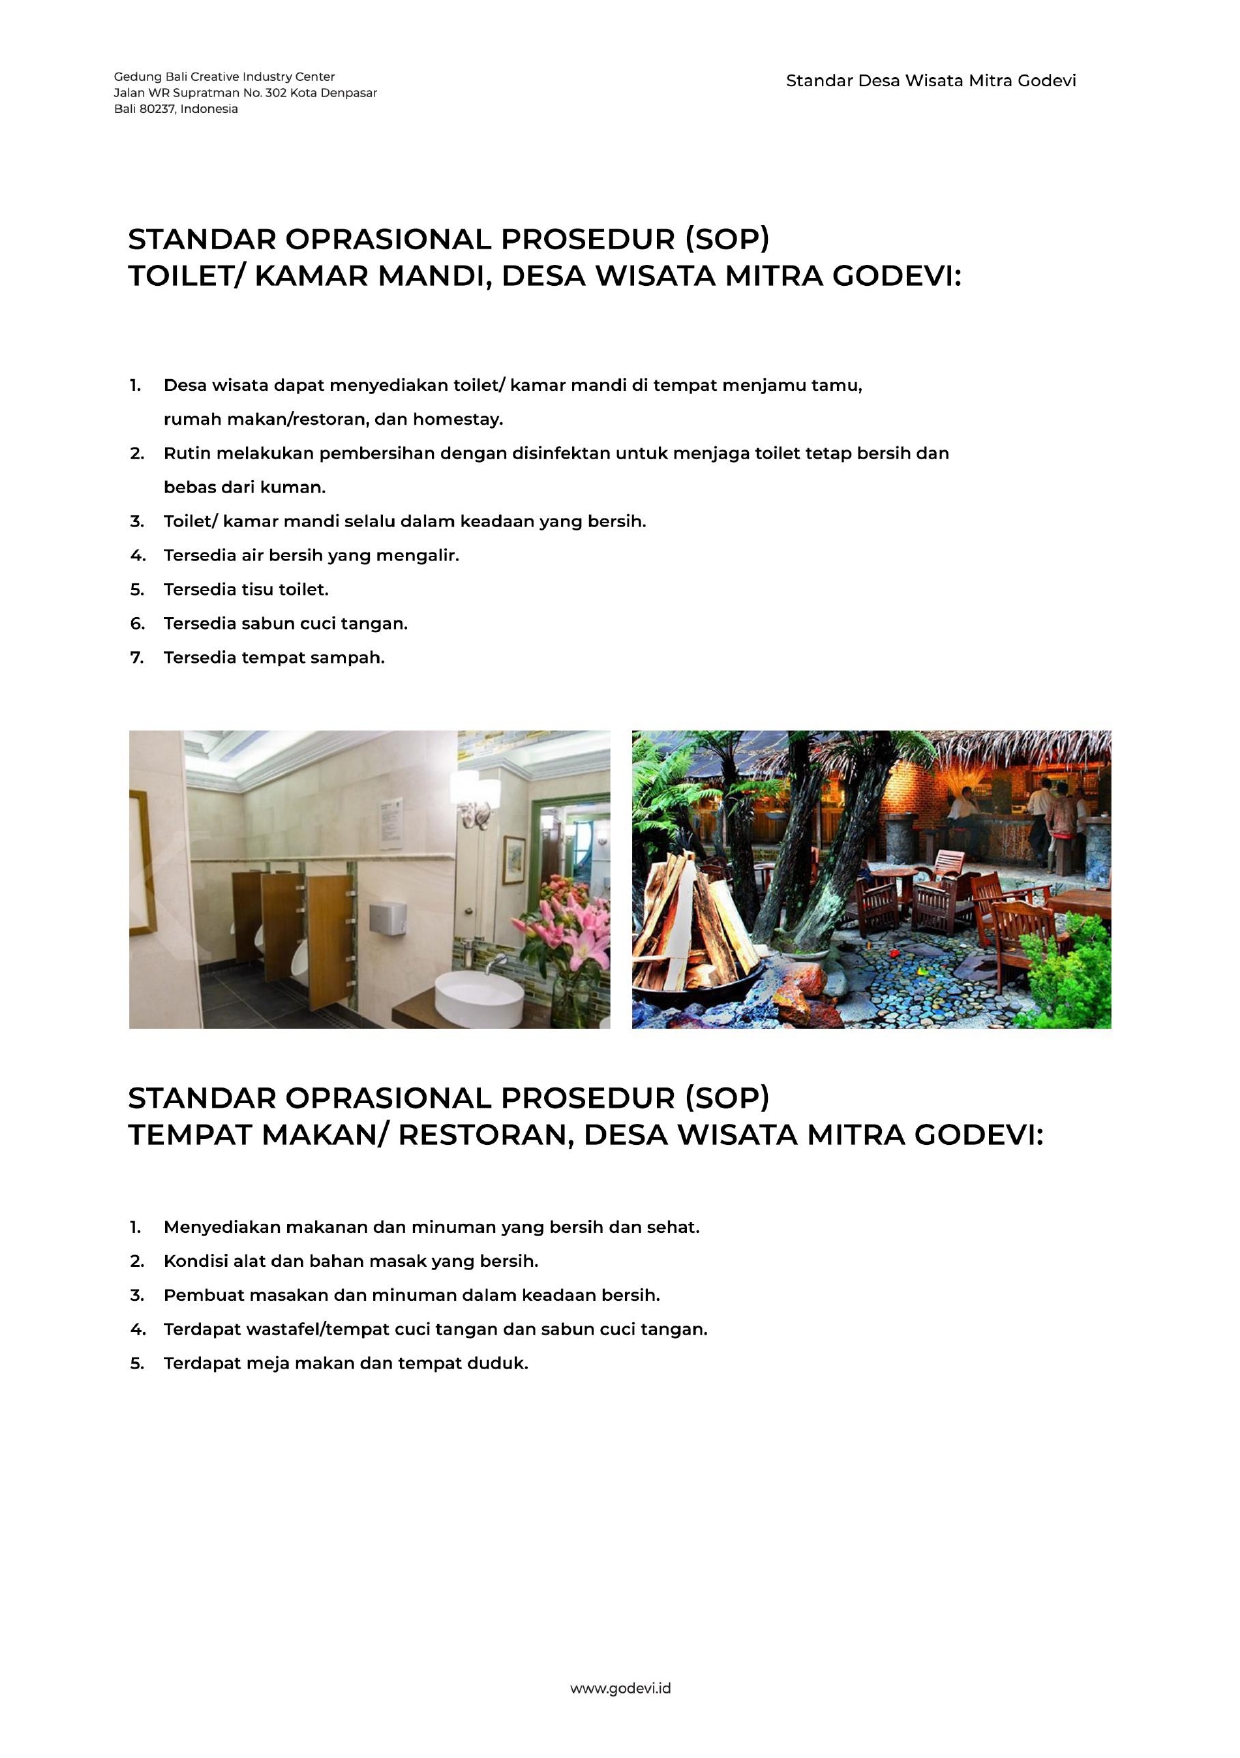 Gedung Bali Creative Industry Center
Jalan WR Supratman No. 302 Kota Denpasar
Bali 80237, Indonesia
Standar Desa Wisata Mitra Godevi
STANDAR OPRASIONAL PROSEDUR (SOP)
TOILET/ KAMAR MANDI, DESA WISATA MITRA GODEVI:
1. Desa wisata dapat menyediakan toilet/ kamar mandi di tempat menjamu tamu,
rumah makan/restoran, dan homestay.
2. Rutin melakukan pembersihan dengan disinfektan untuk menjaga toilet tetap bersih dan
bebas dari kuman.
3. Toilet/ kamar mandi selalu dalam keadaan yang bersih.
4. Tersedia air bersih yang mengalir.
5. Tersedia tisu toilet.
6. Tersedia sabun cuci tangan.
7. Tersedia tempat sampah.
STANDAR OPRASIONAL PROSEDUR (SOP)
TEMPAT MAKAN/ RESTORAN, DESA WISATA MITRA GODEVI:
1. Menyediakan makanan dan minuman yang bersih dan sehat.
2. Kondisi alat dan bahan masak yang bersih.
3. Pembuat masakan dan minuman dalam keadaan bersih.
4. Terdapat wastafel/tempat cuci tangan dan sabun cuci tangan.
5. Terdapat meja makan dan tempat duduk.
www.godevi.id